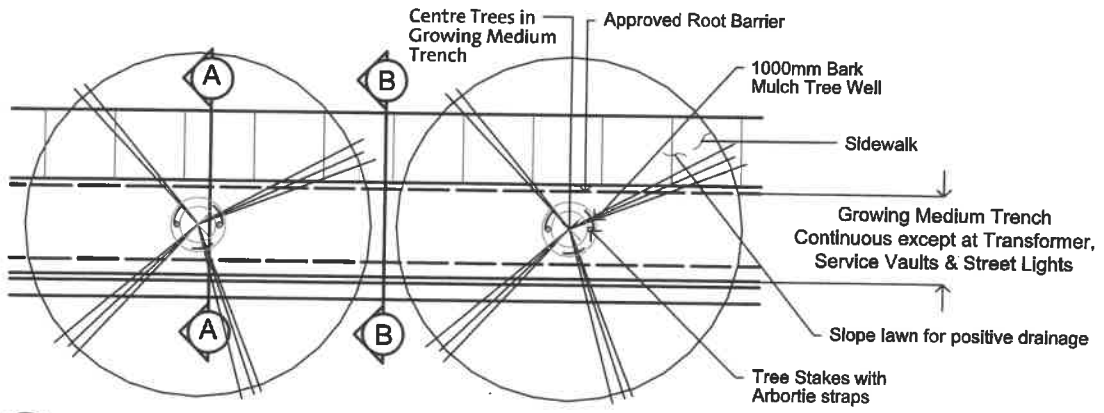 Centre Trees in
Growing Medium
Trench
Approved Root Barrier
1000mm Bark
Mulch Tree Well
A
B
Sidewalk
Growing Medium Trench
Continuous except at Transformer,
Service Vaults & Street Lights
A
B
Slope lawn for positive drainage
Tree Stakes with
Arbortie straps